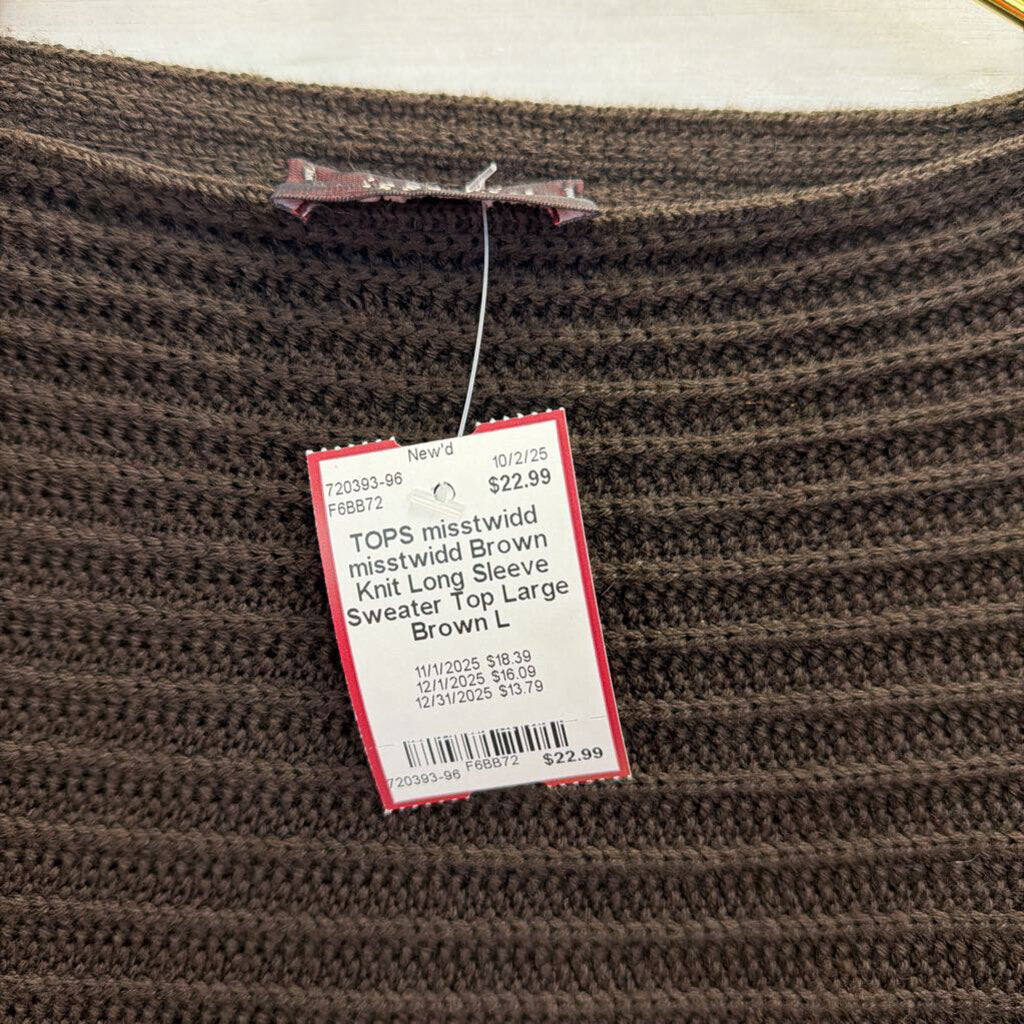 New'd
720393-96 10/2/25
F6BB72 $22.99
TOPS misstwidd
misstwidd Brown
Knit Long Sleeve
Sweater Top Large
Brown L
11/1/2025 $18.39
12/1/2025 $16.09
12/31/2025 $13.79
720393-96 F6BB72 $22.99